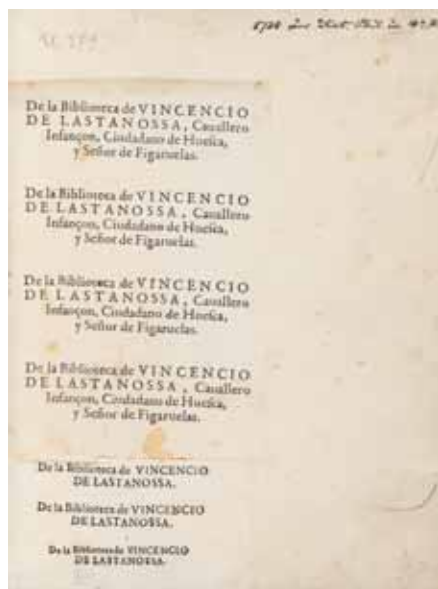 De la Biblioteca de VINCENCIO
DE LASTANOSSA, Cauallero
Infançon, Ciudadano de Huesca,
y Señor de Figaruelas.
De la Biblioteca de VINCENCIO
DE LASTANOSSA, Cauallero
Infançon, Ciudadano de Huesca,
y Señor de Figaruelas.
De la Biblioteca de VINCENCIO
DE LASTANOSSA, Cauallero
Infançon, Ciudadano de Huesca,
y Señor de Figaruelas.
De la Biblioteca de VINCENCIO
DE LASTANOSSA, Cauallero
Infançon, Ciudadano de Huesca,
y Señor de Figaruelas.
De la Biblioteca de VINCENCIO
DE LASTANOSSA.
De la Biblioteca de VINCENCIO
DE LASTANOSSA.
De la Biblioteca de VINCENCIO
DE LASTANOSSA.